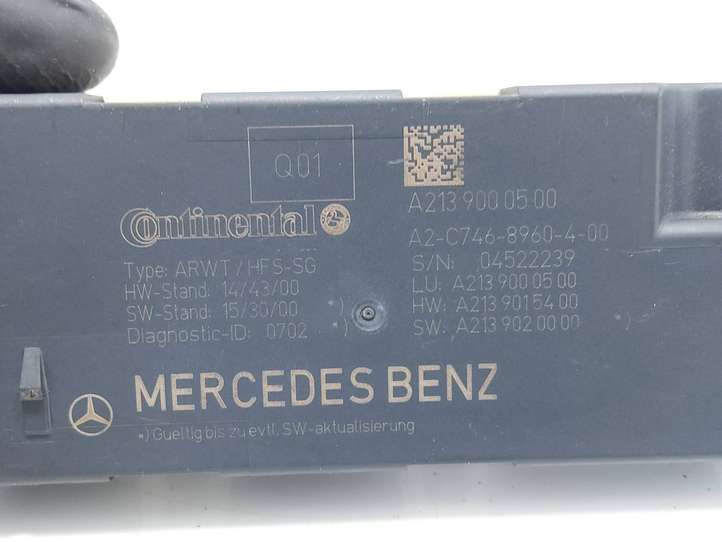 Q01
Continental
A213 900 05 00
A2-C746-8960-4-00
Type: ARWT/HFS-SG
S/N: 04522239
HW-Stand: 14/43/00
LU: A213 900 05 00
SW-Stand: 15/30/00 )
HW: A213 901 54 00
Diagnostic-ID: 0702 )
SW: A213 902 00 00 )
MERCEDES BENZ
*) Gueltig bis zu evtl. SW-aktualisierung